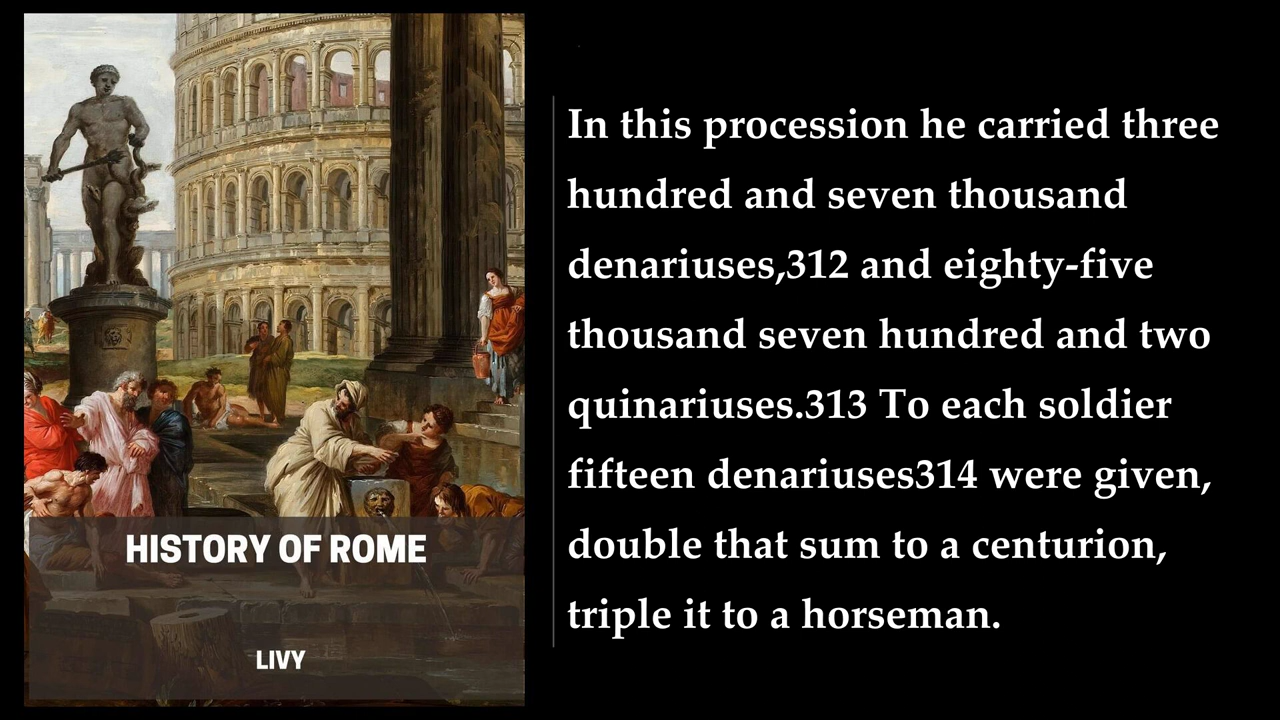 HISTORY OF ROME
LIVY
In this procession he carried three
hundred and seven thousand
denariuses,312 and eighty-five
thousand seven hundred and two
quinariuses.313 To each soldier
fifteen denariuses314 were given,
double that sum to a centurion,
triple it to a horseman.